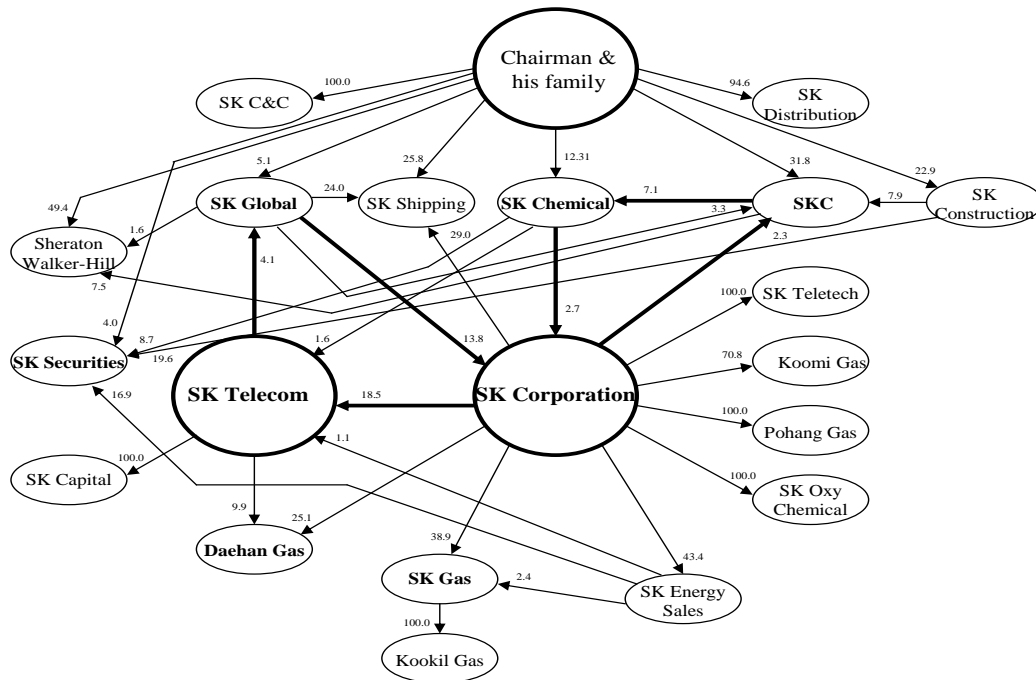 Chairman &
his family
100.0
94.6
SK C&C
SK
Distribution
5.1
25.8
12.31
31.8
22.9
SK Global
24.0
SK Shipping
SK Chemical
7.1
SKC
7.9
SK
Construction
49.4
1.6
3.3
2.3
29.0
Sheraton
Walker-Hill
4.1
7.5
100.0
SK Teletech
4.0
2.7
8.7
1.6
13.8
SK Securities
19.6
70.8
Koomi Gas
16.9
SK Telecom
18.5
SK Corporation
100.0
Pohang Gas
1.1
100.0
SK Capital
100.0
SK Oxy
Chemical
9.9
25.1
Daehan Gas
38.9
43.4
SK Gas
2.4
SK Energy
Sales
100.0
Kookil Gas